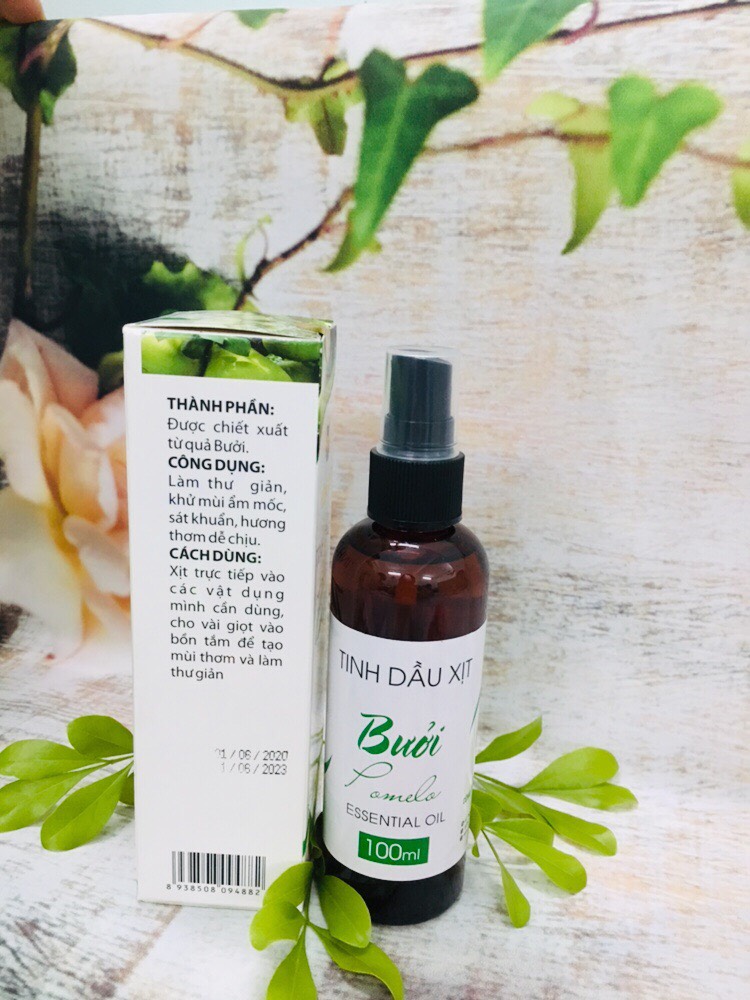 THÀNH PHẦN:
Được chiết xuất
từ quả Bưởi.
CÔNG DỤNG:
Làm thư giản,
khử mùi ẩm mốc,
sát khuẩn, hương
thơm dễ chịu.
CÁCH DÙNG:
Xịt trực tiếp vào
các vật dụng
mình cần dùng,
cho vài giọt vào
bồn tắm để tạo
mùi thơm và làm
thư giản
01 / 06 / 2020
1 / 06 / 2023
8 938508 094882
TINH DẦU XỊT
Bưởi
Pomelo
ESSENTIAL OIL
100ml